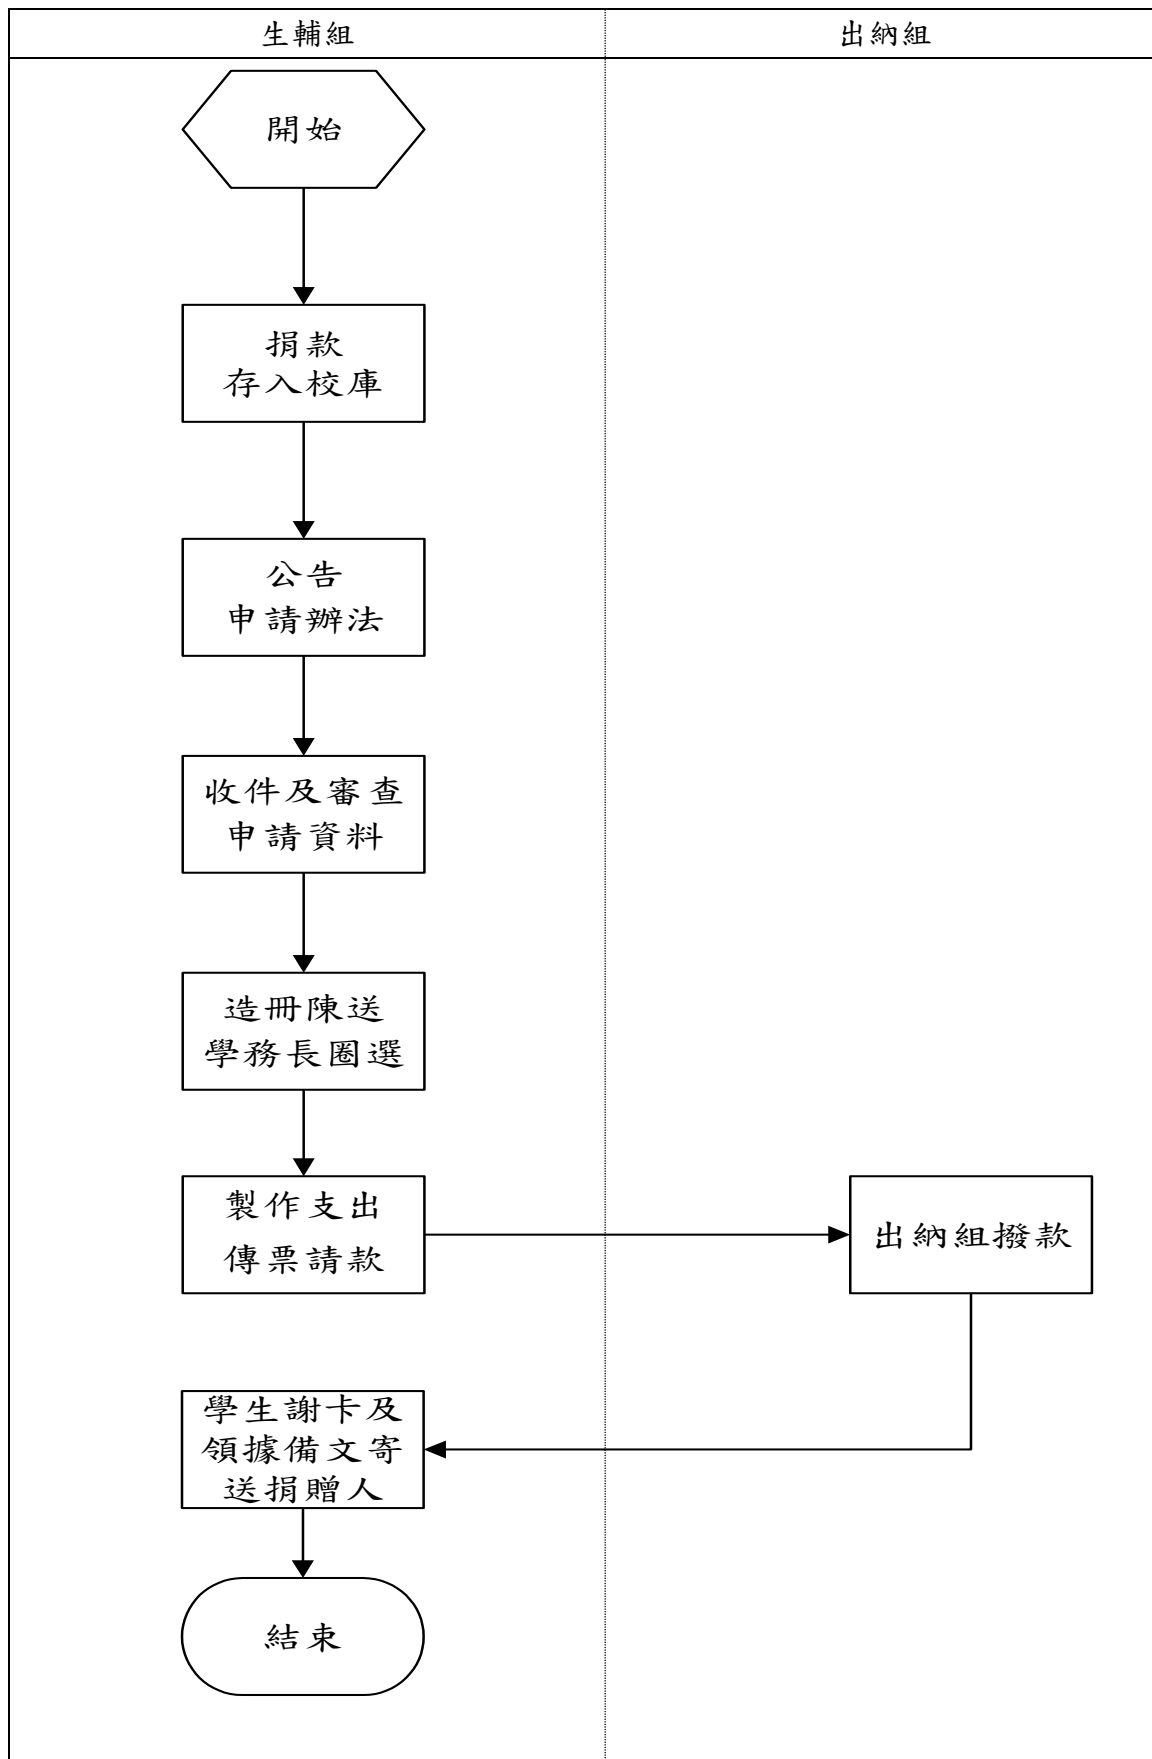 生輔組
出納組
開始
捐款
存入校庫
公告
申請辦法
收件及審查
申請資料
造冊陳送
學務長圈選
製作支出
傳票請款
出納組撥款
學生謝卡及
領據備文寄
送捐贈人
結束